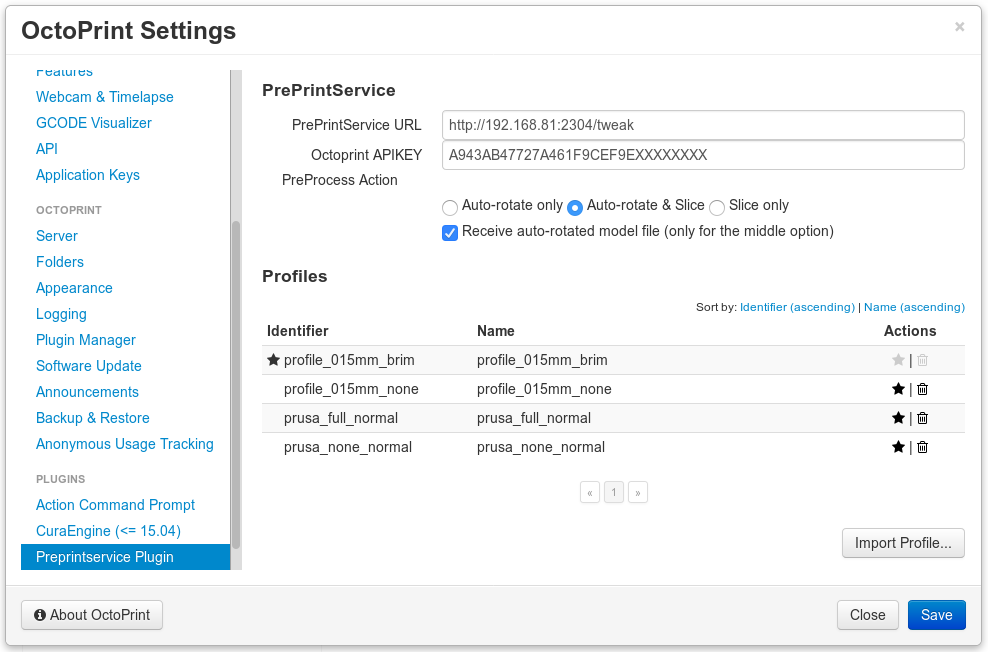 OctoPrint Settings
×
Features
Webcam & Timelapse
GCODE Visualizer
API
Application Keys
OCTOPRINT
Server
Folders
Appearance
Logging
Plugin Manager
Software Update
Announcements
Backup & Restore
Anonymous Usage Tracking
PLUGINS
Action Command Prompt
CuraEngine (<= 15.04)
Preprintservice Plugin
PrePrintService
PrePrintService URL http://192.168.81:2304/tweak
Octoprint APIKEY A943AB47727A461F9CEF9EXXXXXXXX
PreProcess Action
Auto-rotate only Auto-rotate & Slice Slice only
Receive auto-rotated model file (only for the middle option)
Profiles
Sort by: Identifier (ascending) | Name (ascending)
Identifier Name Actions
profile_015mm_brim profile_015mm_brim |
profile_015mm_none profile_015mm_none |
prusa_full_normal prusa_full_normal |
prusa_none_normal prusa_none_normal |
« 1 »
Import Profile...
About OctoPrint Close Save